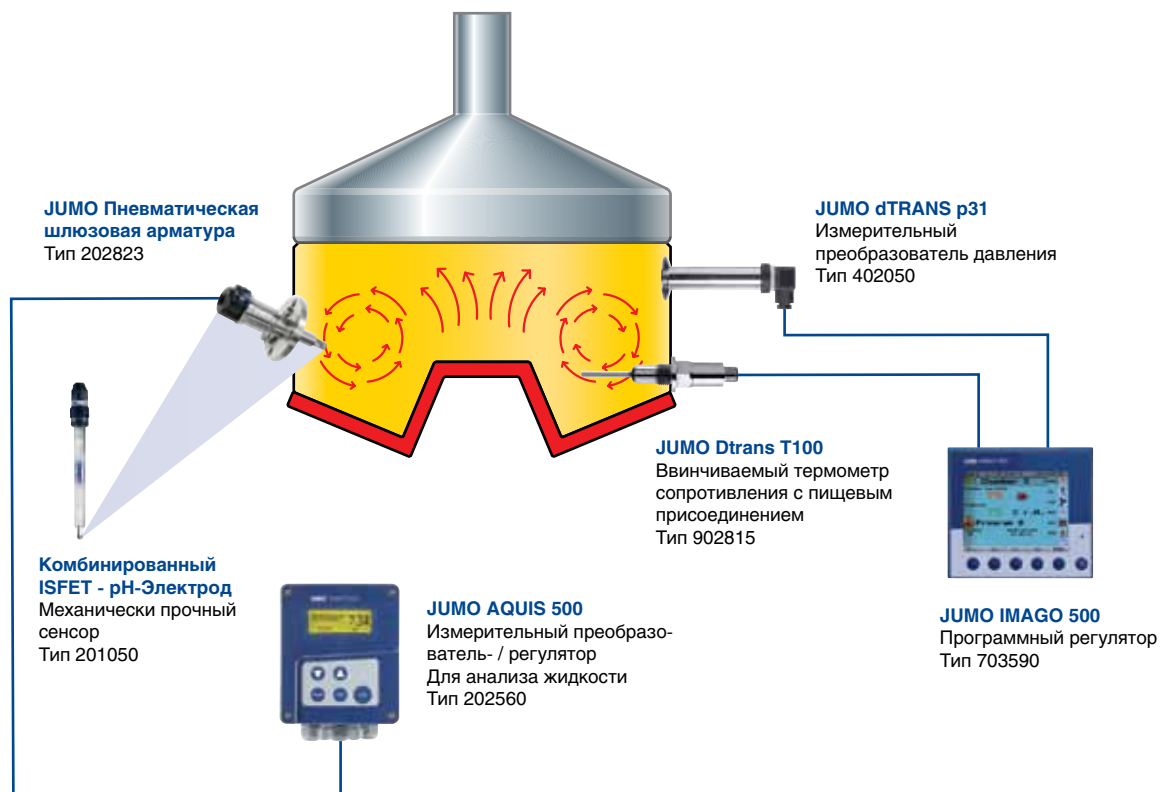 JUMO Пневматическая
шлюзовая арматура
Тип 202823
JUMO dTRANS p31
Измерительный
преобразователь давления
Тип 402050
JUMO Dtrans T100
Ввинчиваемый термометр
сопротивления с пищевым
присоединением
Тип 902815
Комбинированный
ISFET - pH-Электрод
Механически прочный
сенсор
Тип 201050
JUMO AQUIS 500
Измерительный преобразо-
ватель- / регулятор
Для анализа жидкости
Тип 202560
JUMO IMAGO 500
Программный регулятор
Тип 703590